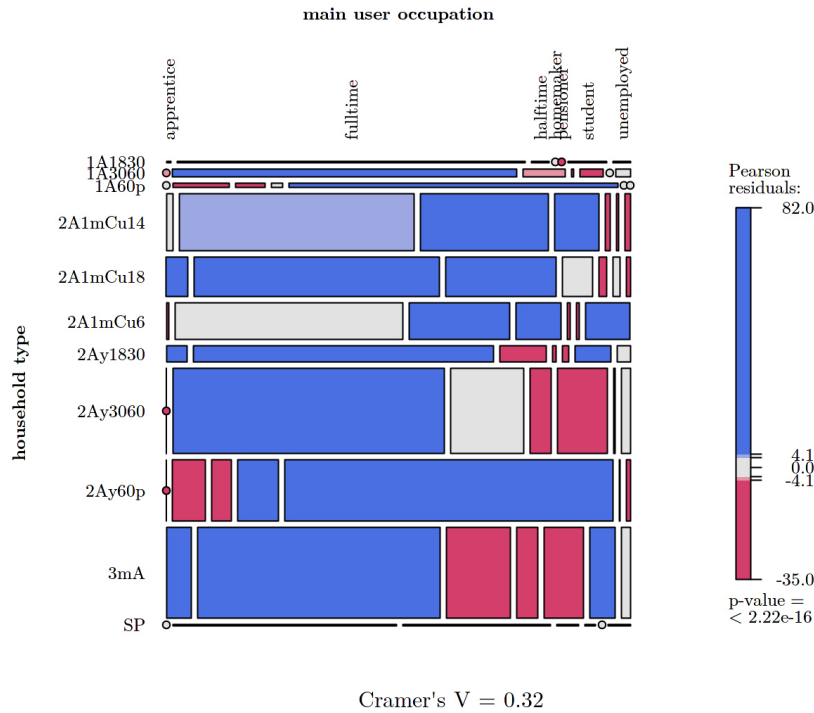 main user occupation
apprentice
fulltime
halftime
homemaker
pensioner
student
unemployed
household type
1A1830
1A3060
1A60p
2A1mCu14
2A1mCu18
2A1mCu6
2Ay1830
2Ay3060
2Ay60p
3mA
SP
Pearson
residuals:
82.0
4.1
0.0
-4.1
-35.0
p-value =
< 2.22e-16
Cramer's V = 0.32